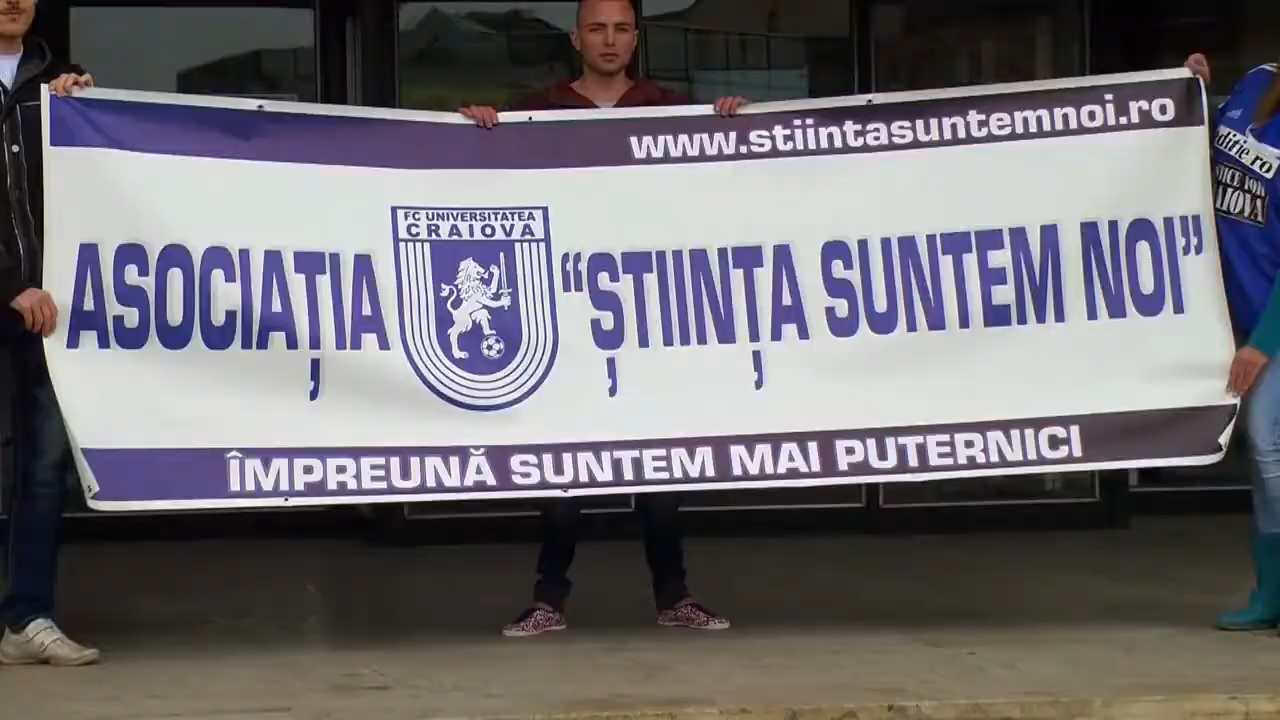 www.stiintasuntemnoi.ro
FC UNIVERSITATEA
CRAIOVA
ASOCIAȚIA "ȘTIINȚA SUNTEM NOI"
ÎMPREUNĂ SUNTEM MAI PUTERNICI